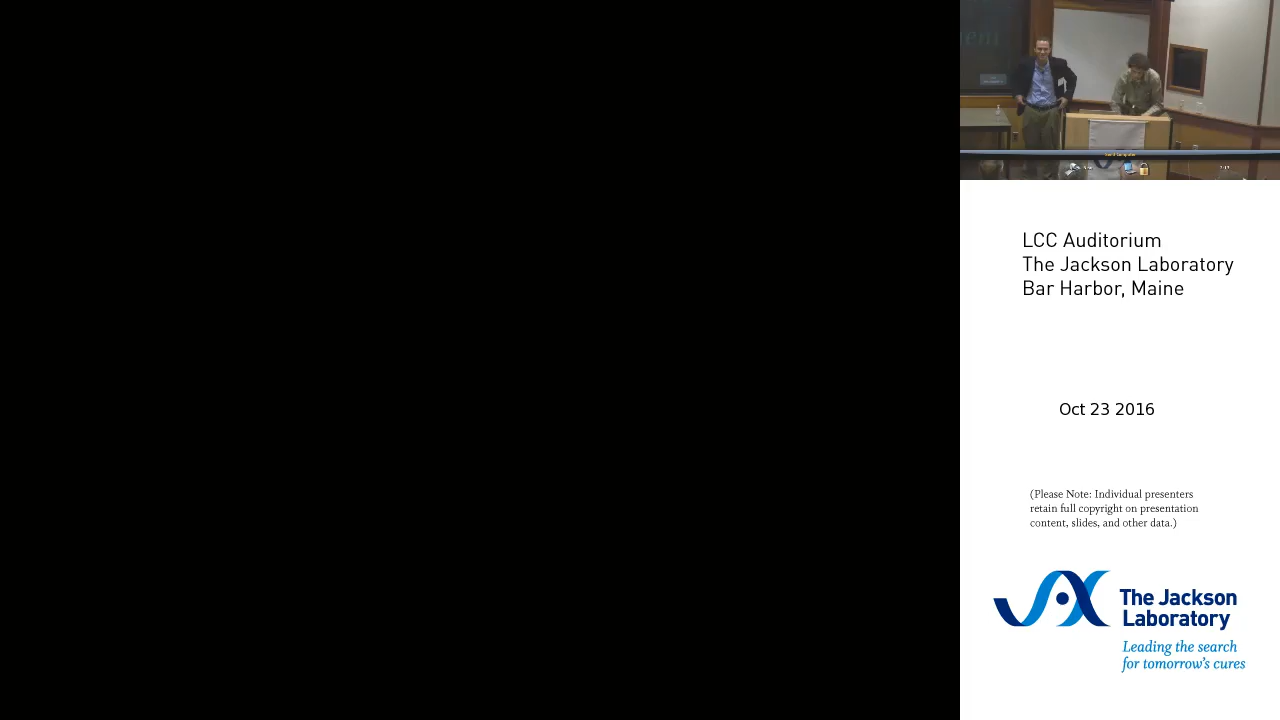 LCC Auditorium
The Jackson Laboratory
Bar Harbor, Maine
Oct 23 2016
(Please Note: Individual presenters
retain full copyright on presentation
content, slides, and other data.)
The Jackson
Laboratory
Leading the search
for tomorrow's cures